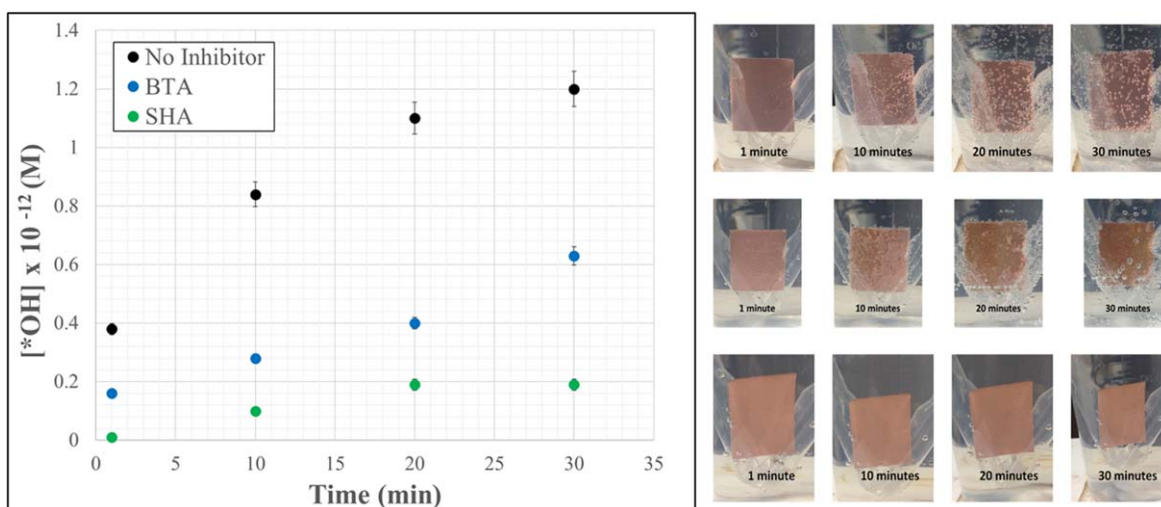 1.4
1.2
1
0.8
0.6
0.4
0.2
0
0
5
10
15
20
25
30
35
No Inhibitor
BTA
SHA
[*OH] x 10 -12 (M)
Time (min)
1 minute
10 minutes
20 minutes
30 minutes
1 minute
10 minutes
20 minutes
30 minutes
1 minute
10 minutes
20 minutes
30 minutes